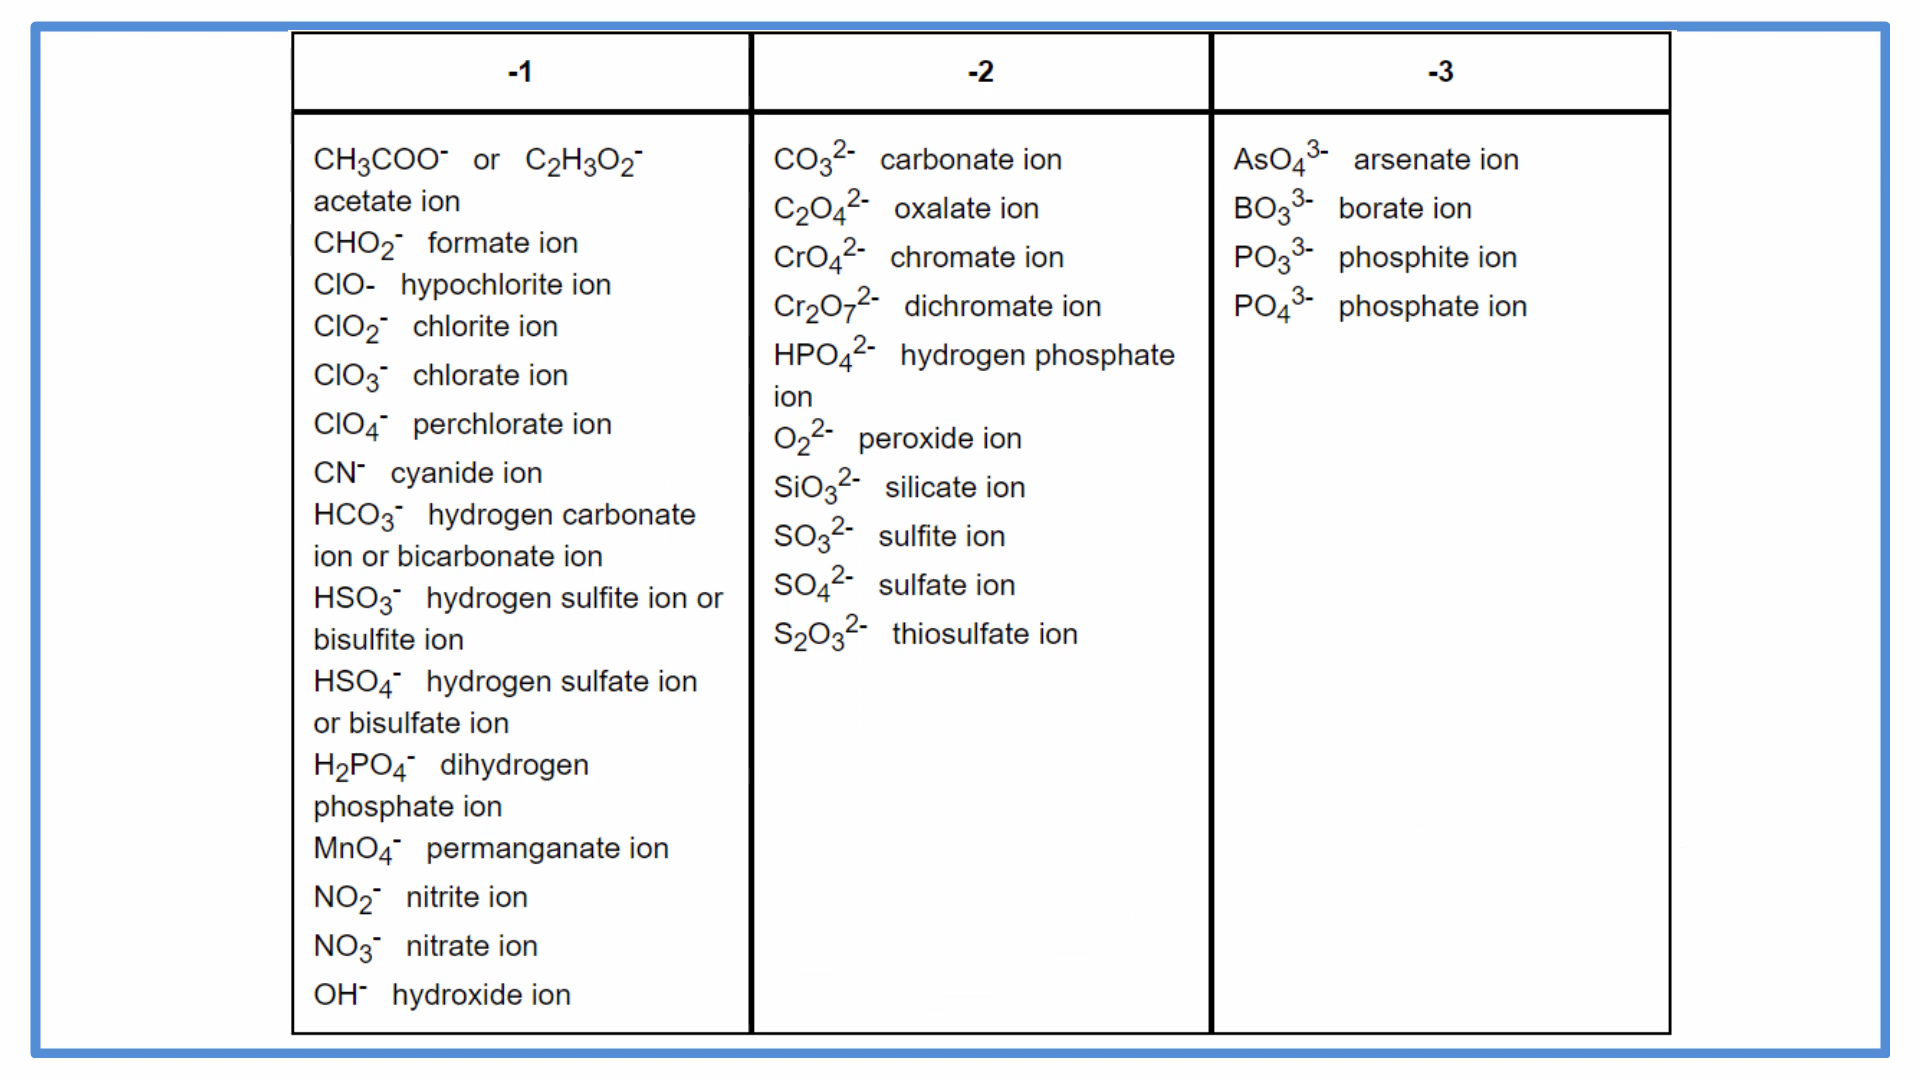 -1
-2
-3
CH₃COO⁻ or C₂H₃O₂⁻
acetate ion
CHO₂⁻ formate ion
ClO- hypochlorite ion
ClO₂⁻ chlorite ion
ClO₃⁻ chlorate ion
ClO₄⁻ perchlorate ion
CN⁻ cyanide ion
HCO₃⁻ hydrogen carbonate
ion or bicarbonate ion
HSO₃⁻ hydrogen sulfite ion or
bisulfite ion
HSO₄⁻ hydrogen sulfate ion
or bisulfate ion
H₂PO₄⁻ dihydrogen
phosphate ion
MnO₄⁻ permanganate ion
NO₂⁻ nitrite ion
NO₃⁻ nitrate ion
OH⁻ hydroxide ion
CO₃²⁻ carbonate ion
C₂O₄²⁻ oxalate ion
CrO₄²⁻ chromate ion
Cr₂O₇²⁻ dichromate ion
HPO₄²⁻ hydrogen phosphate
ion
O₂²⁻ peroxide ion
SiO₃²⁻ silicate ion
SO₃²⁻ sulfite ion
SO₄²⁻ sulfate ion
S₂O₃²⁻ thiosulfate ion
AsO₄³⁻ arsenate ion
BO₃³⁻ borate ion
PO₃³⁻ phosphite ion
PO₄³⁻ phosphate ion